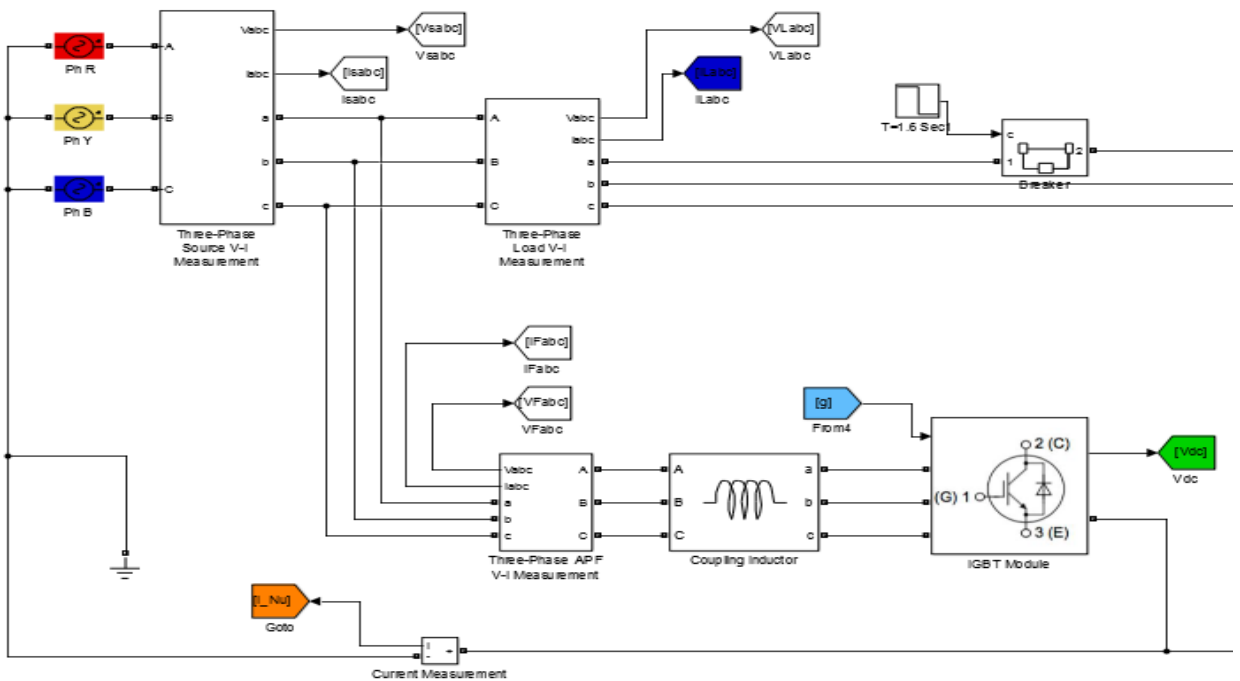 Ph R
Ph Y
Ph B
A
B
C
Vabc
Iabc
a
b
c
Three-Phase
Source V-I
Measurement
[Vsabc]
Vsabc
[Isabc]
Isabc
A
B
C
Vabc
Iabc
a
b
c
Three-Phase
Load V-I
Measurement
[VLabc]
VLabc
[ILabc]
ILabc
T=1.6 Sec1
c
1
2
Breaker
[IFabc]
IFabc
[VFabc]
VFabc
Vabc
Iabc
a
b
c
A
B
C
Three-Phase APF
V-I Measurement
A
B
C
a
b
c
Coupling Inductor
[g]
From4
2 (C)
(G) 1
3 (E)
IGBT Module
[Vdc]
Vdc
[I_Nu]
Goto
i
-
+
Current Measurement